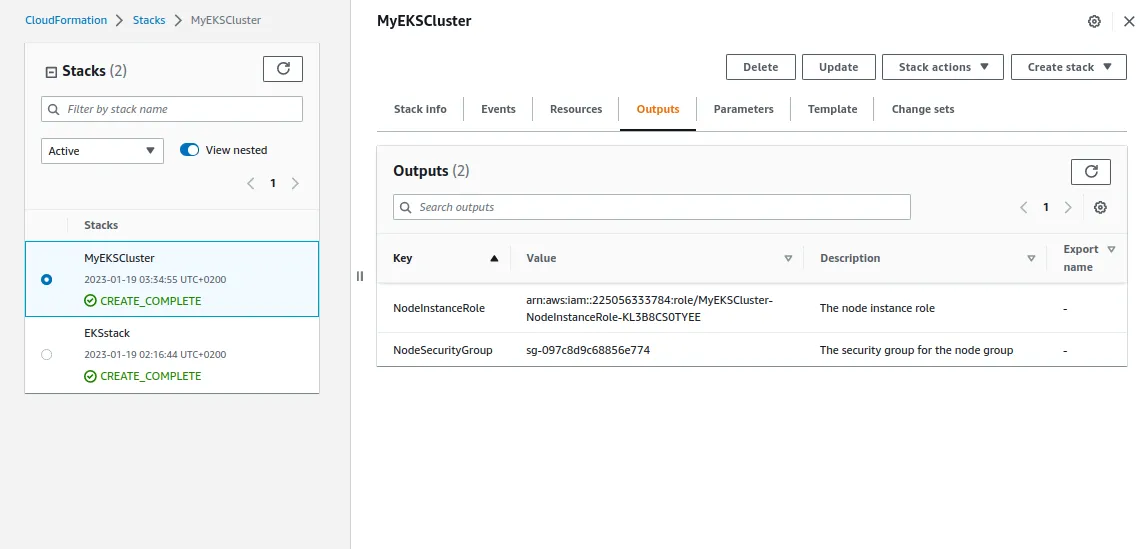 CloudFormation > Stacks > MyEKSCluster
Stacks (2)
Filter by stack name
Active
View nested
1
Stacks
MyEKSCluster
2023-01-19 03:34:55 UTC+0200
CREATE_COMPLETE
EKSstack
2023-01-19 02:16:44 UTC+0200
CREATE_COMPLETE
MyEKSCluster
Delete Update Stack actions Create stack
Stack info Events Resources Outputs Parameters Template Change sets
Outputs (2)
Search outputs
1
Key Value Description Export
name
NodeInstanceRole arn:aws:iam::225056333784:role/MyEKSCluster- The node instance role -
NodeInstanceRole-KL3B8CS0TYEE
NodeSecurityGroup sg-097c8d9c68856e774 The security group for the node group -